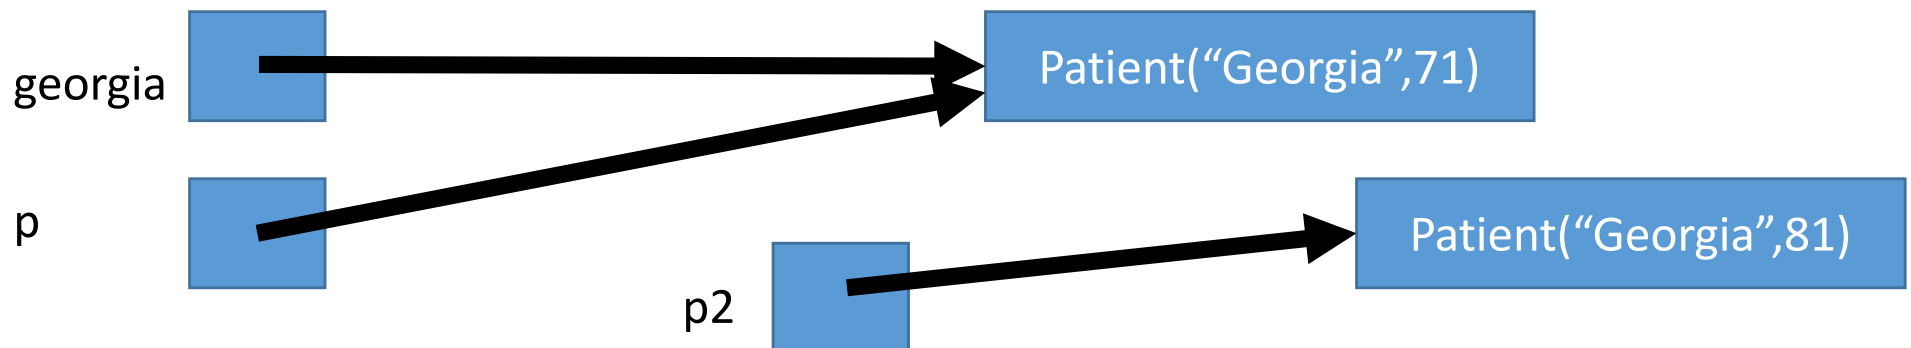 georgia
Patient(“Georgia”,71)
p
Patient(“Georgia”,81)
p2